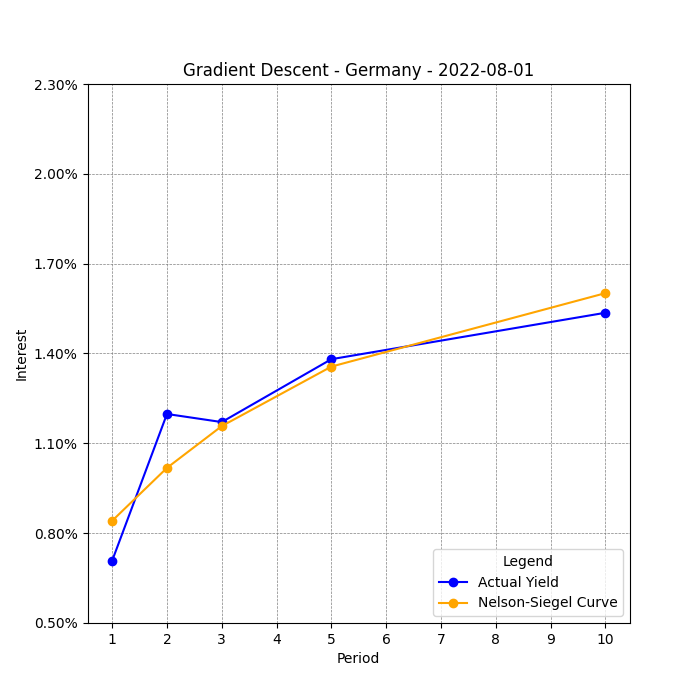 Gradient Descent - Germany - 2022-08-01
2.30%
2.00%
1.70%
1.40%
1.10%
0.80%
0.50%
Interest
1 2 3 4 5 6 7 8 9 10
Period
Legend
Actual Yield
Nelson-Siegel Curve